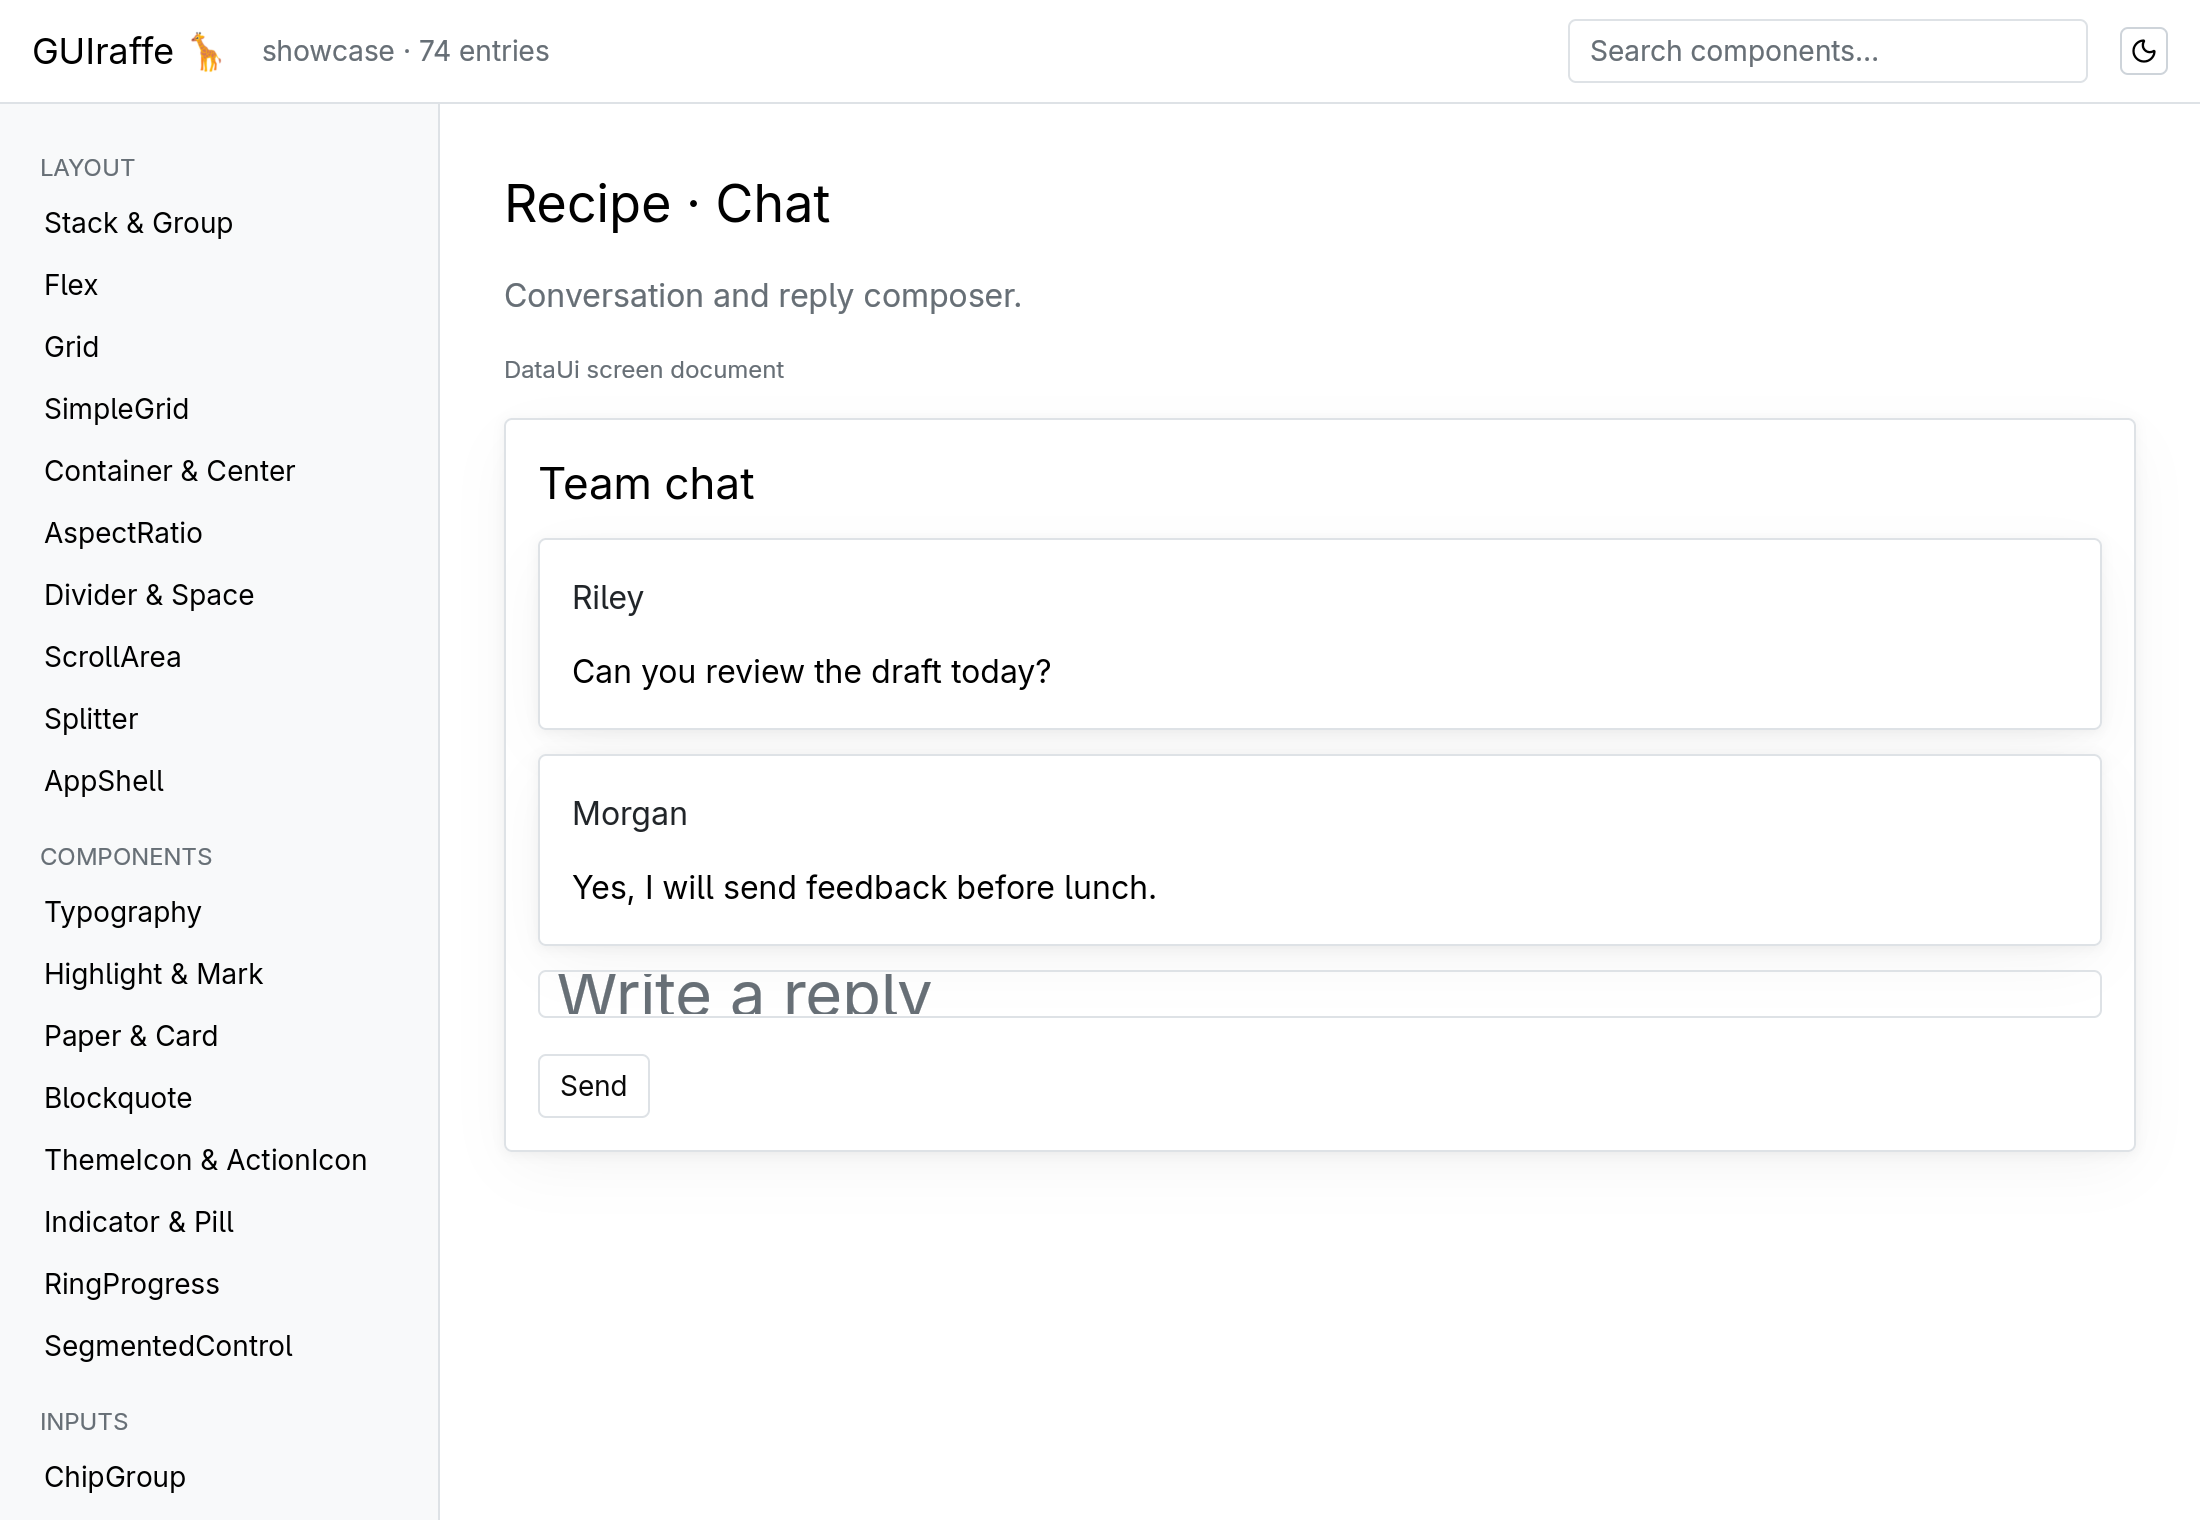 GUIraffe 🦒 showcase · 74 entries
Search components...
LAYOUT
Stack & Group
Flex
Grid
SimpleGrid
Container & Center
AspectRatio
Divider & Space
ScrollArea
Splitter
AppShell
COMPONENTS
Typography
Highlight & Mark
Paper & Card
Blockquote
ThemeIcon & ActionIcon
Indicator & Pill
RingProgress
SegmentedControl
INPUTS
ChipGroup
Recipe · Chat
Conversation and reply composer.
DataUi screen document
Team chat
Riley
Can you review the draft today?
Morgan
Yes, I will send feedback before lunch.
Write a reply
Send